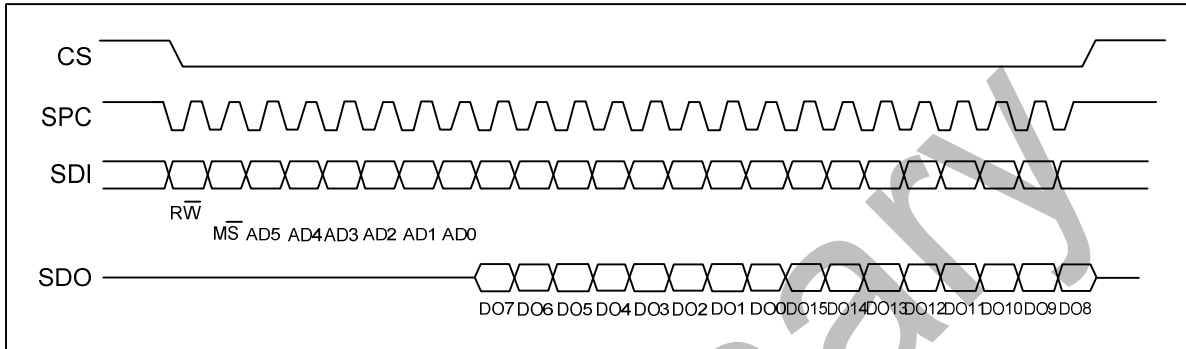 CS
SPC
SDI
RW
MS AD5 AD4 AD3 AD2 AD1 AD0
SDO
DO7 DO6 DO5 DO4 DO3 DO2 DO1 DO0 DO15 DO14 DO13 DO12 DO11 DO10 DO9 DO8
ary